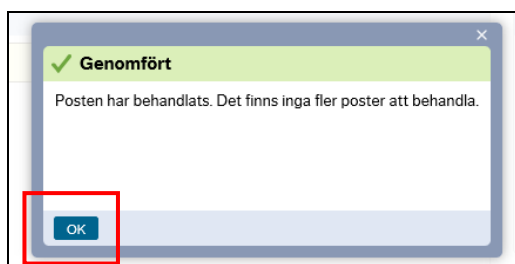 Genomfört
Posten har behandlats. Det finns inga fler poster att behandla.
OK